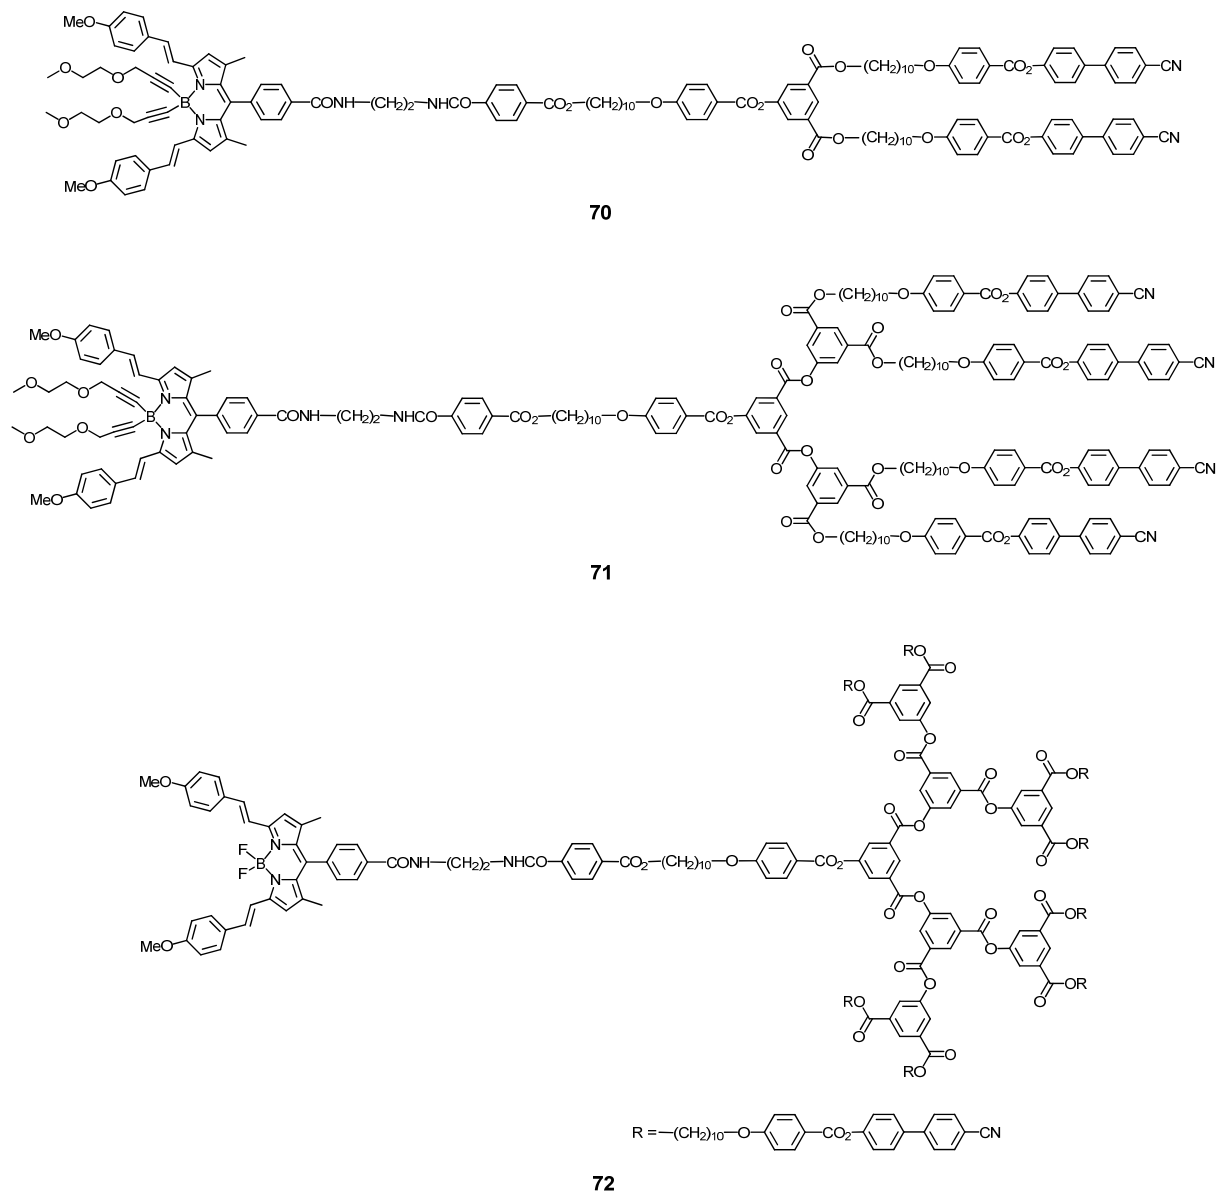 MeO
O
O O O (CH2)10 O CO2 CN
N
B CONH (CH2)2 NHCO CO2 (CH2)10 O CO2
O O N
O O (CH2)10 O CO2 CN
O
MeO
70
O (CH2)10 O CO2 CN
O
MeO O
O (CH2)10 O CO2 CN
O O N O
O
B CONH (CH2)2 NHCO CO2 (CH2)10 O CO2
O O N
O
O O (CH2)10 O CO2 CN
MeO O
O
O (CH2)10 O CO2 CN
71
RO
O
RO
O
O
O O
MeO O OR
O
O O
N O OR
F O
B CONH (CH2)2 NHCO CO2 (CH2)10 O CO2
F
N O
O O
O O OR
MeO O
O
O OR
RO O
O
O
RO
72
R = (CH2)10 O CO2 CN